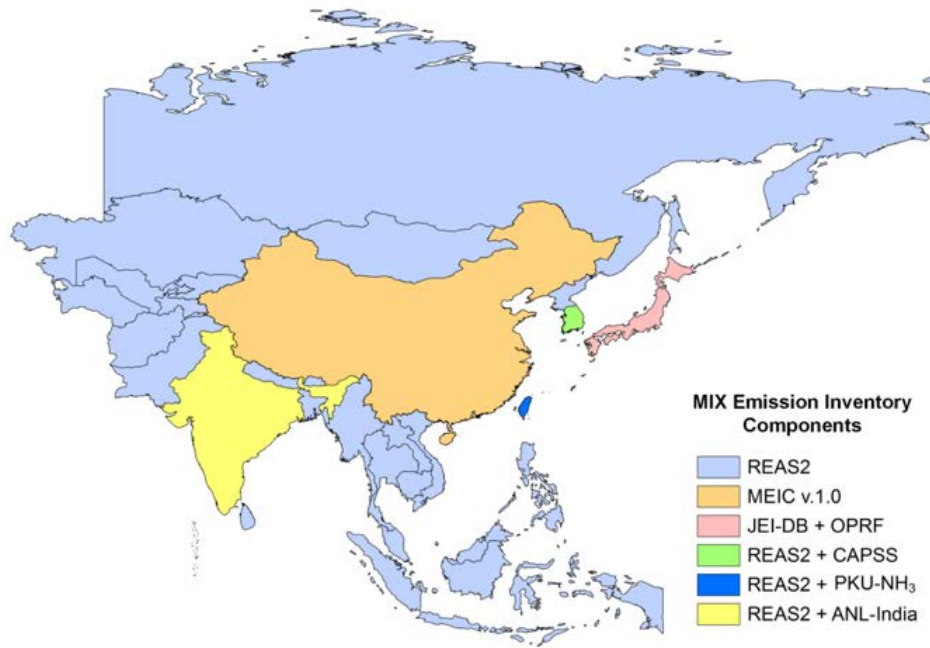 MIX Emission Inventory
Components
REAS2
MEIC v.1.0
JEI-DB + OPRF
REAS2 + CAPSS
REAS2 + PKU-NH₃
REAS2 + ANL-India